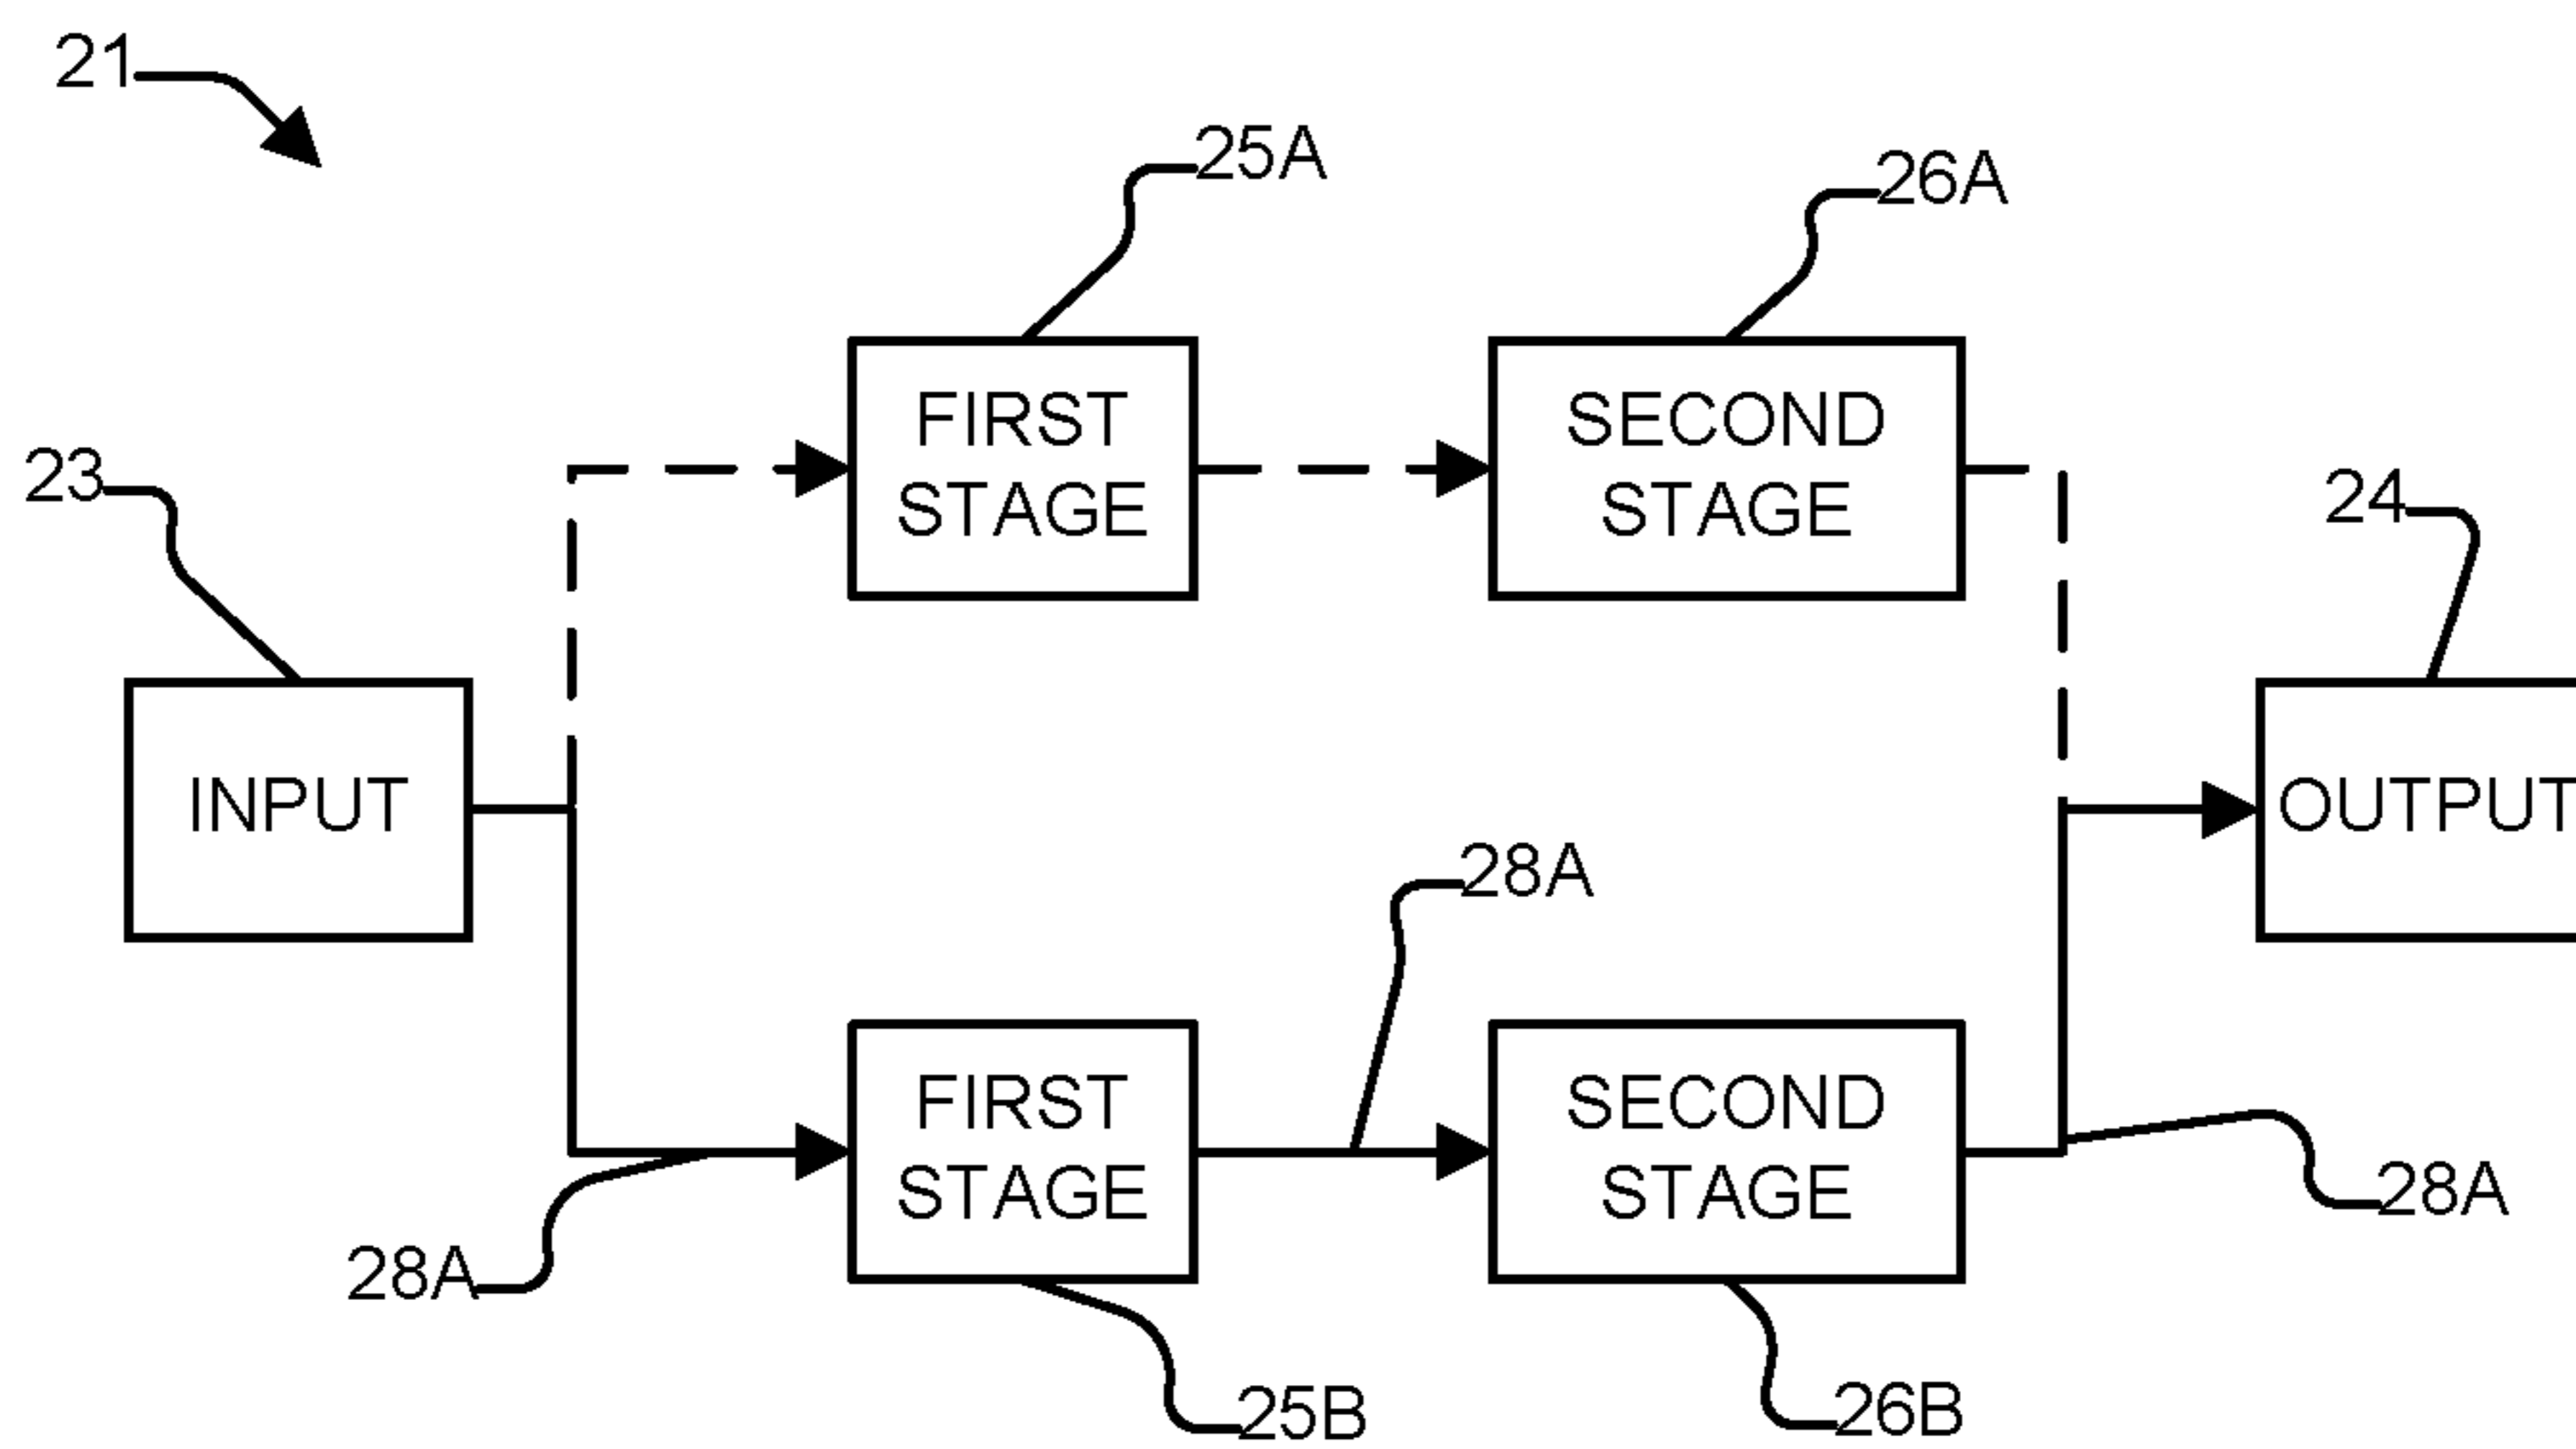 21
25A
26A
FIRST
STAGE
SECOND
STAGE
23
24
INPUT
OUTPUT
28A
FIRST
STAGE
SECOND
STAGE
28A
28A
25B
26B